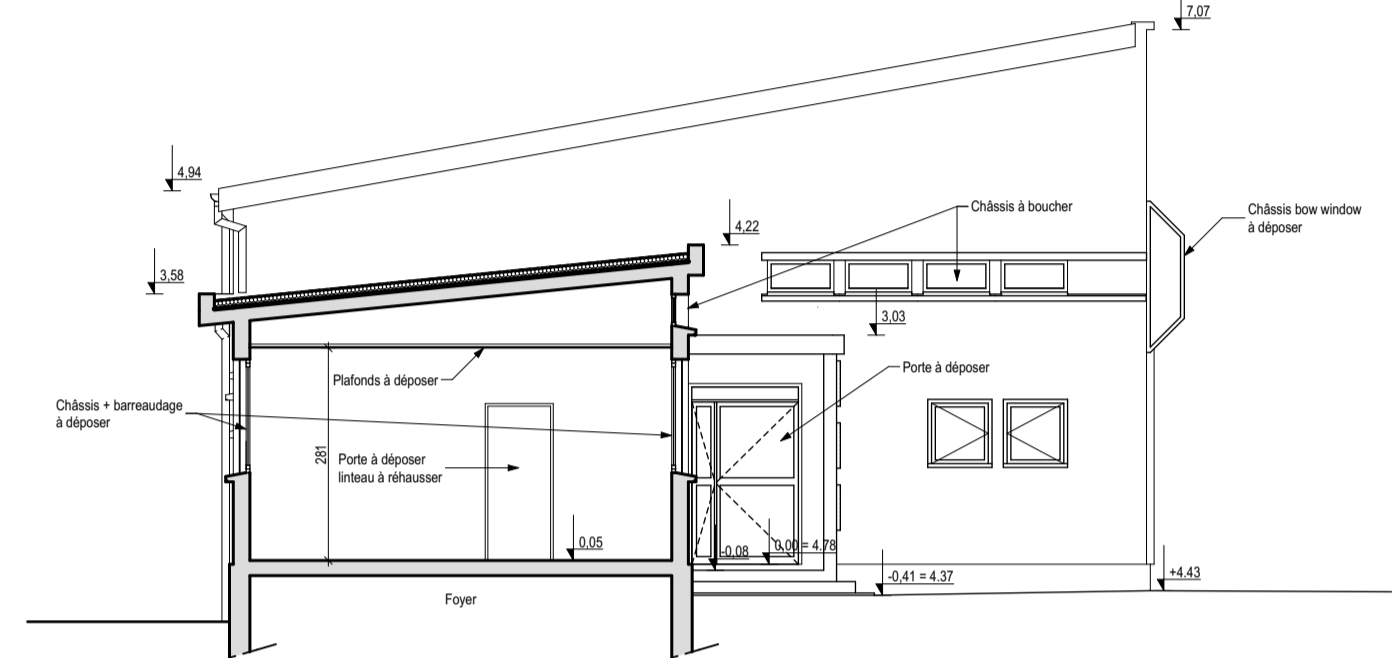 7,07
4,94
Châssis à boucher
Châssis bow window
à déposer
4,22
3,58
3,03
Porte à déposer
Plafonds à déposer
Châssis + barreaudage
à déposer
281
Porte à déposer
linteau à réhausser
0,05
-0,08
0,00 = 4.78
-0,41 = 4.37
+4.43
Foyer